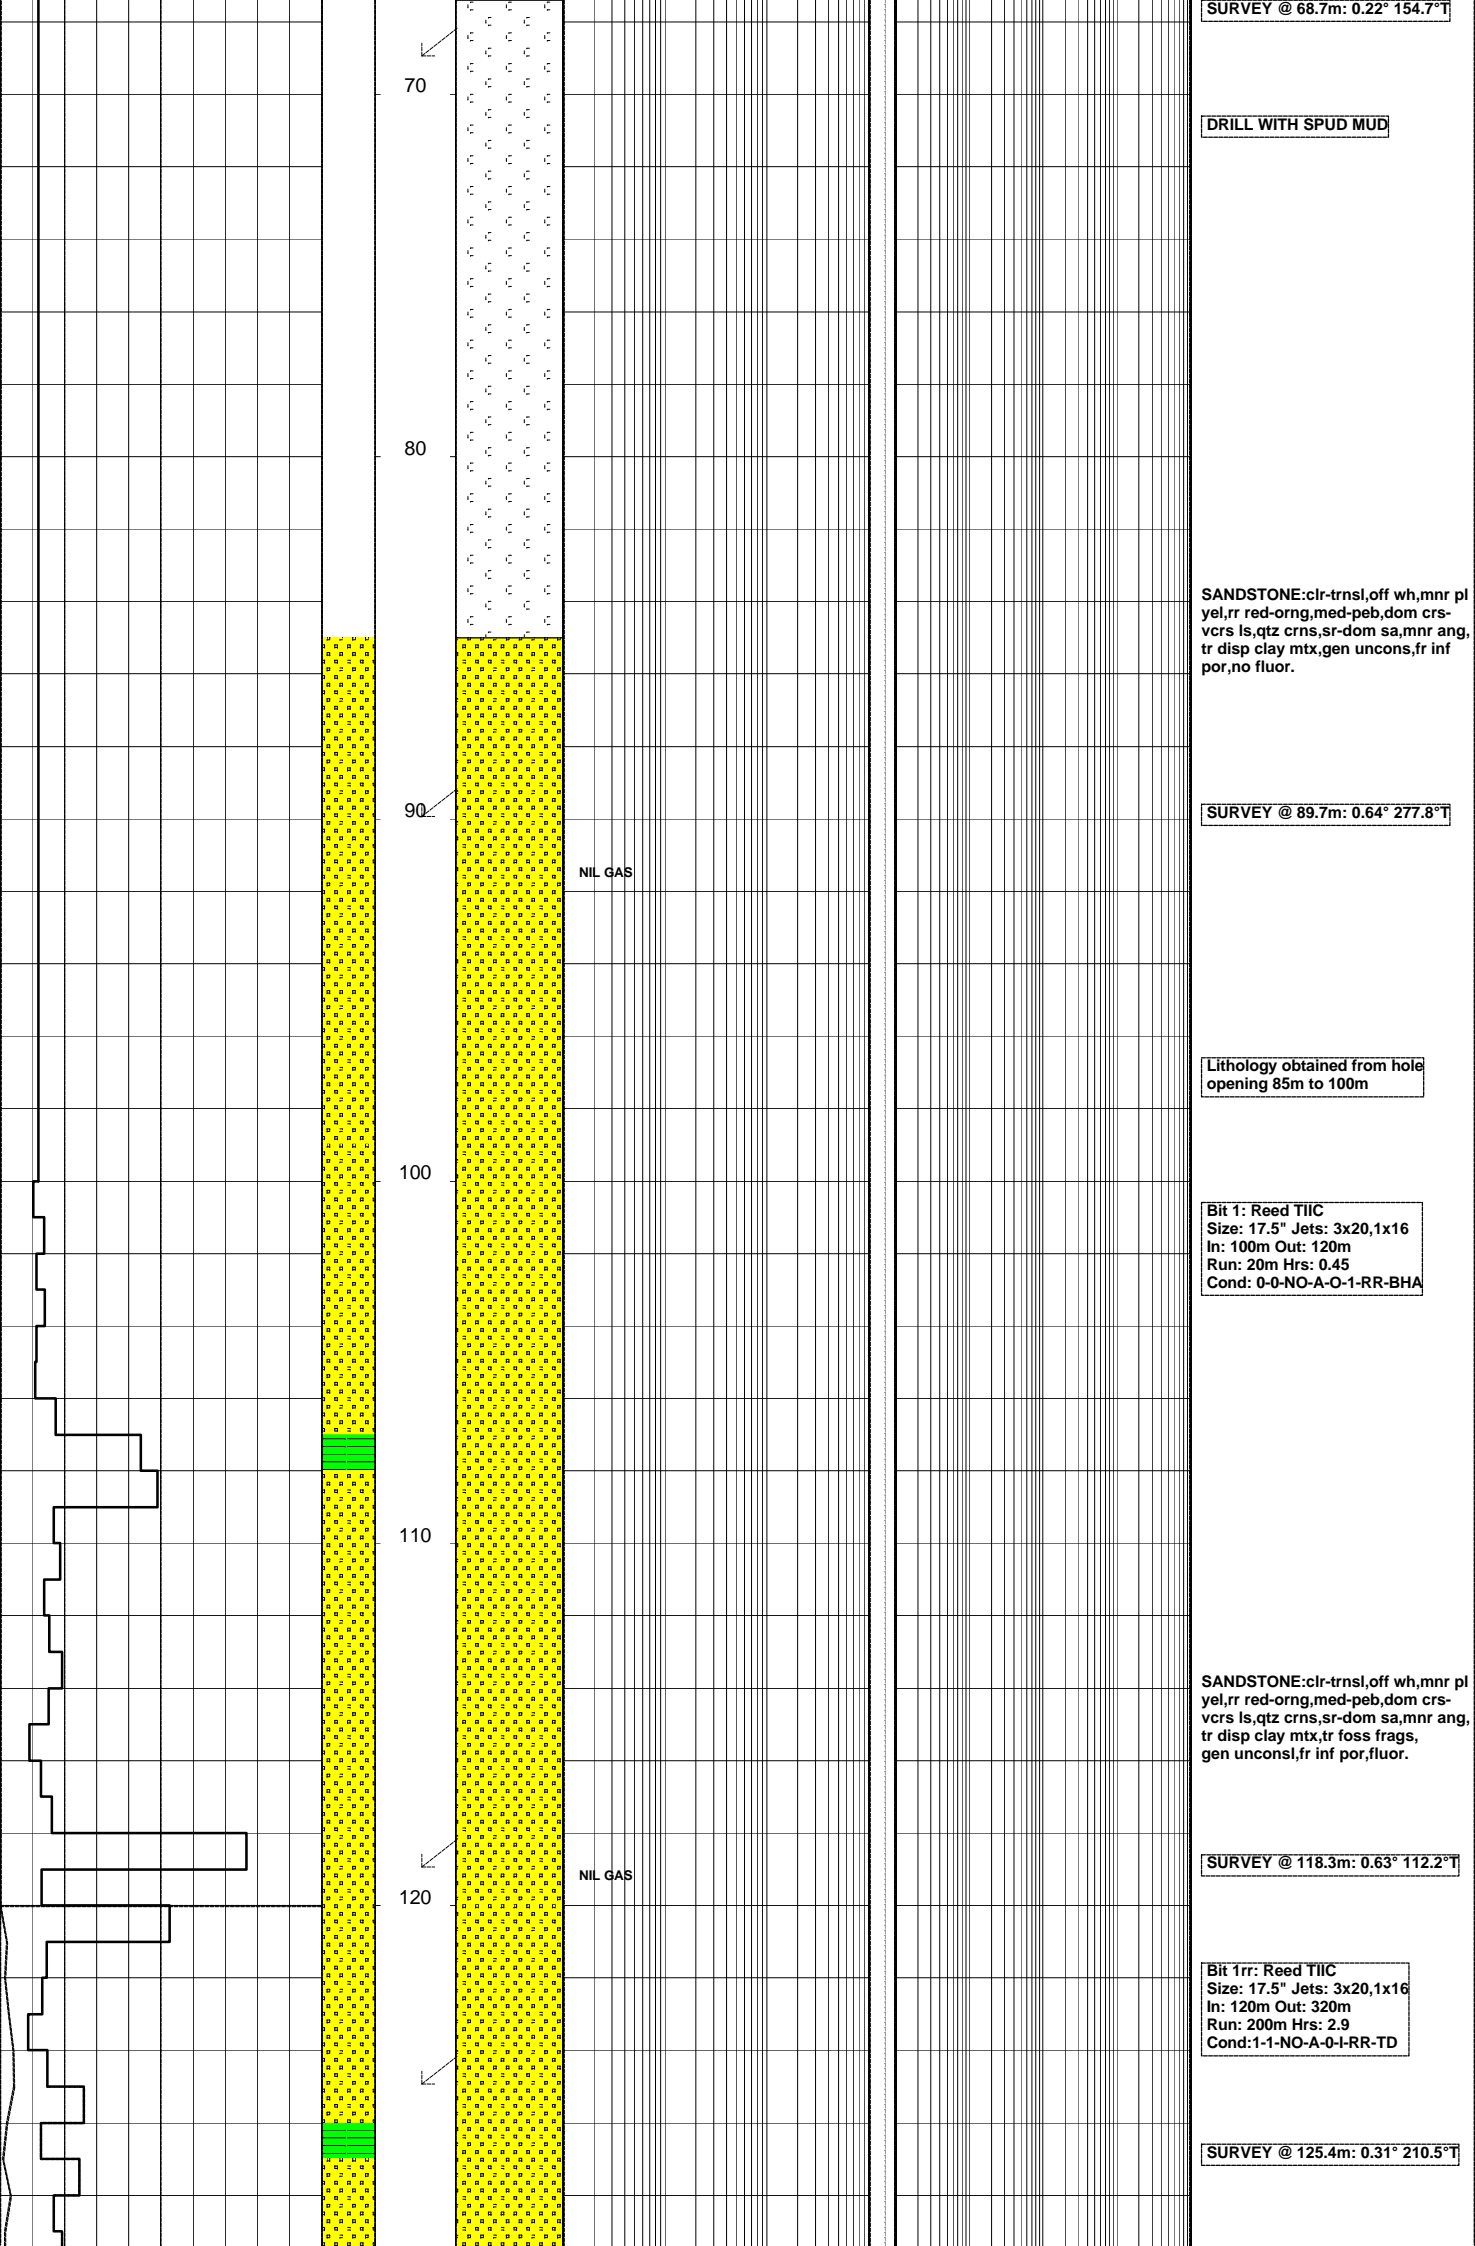 SURVEY @ 68.7m: 0.22° 154.7°T
70
DRILL WITH SPUD MUD
80
SANDSTONE:clr-trnsl,off wh,mnr pl
yel,rr red-orng,med-peb,dom crs-
vcrs ls,qtz crns,sr-dom sa,mnr ang,
tr disp clay mtx,gen uncons,fr inf
por,no fluor.
90
SURVEY @ 89.7m: 0.64° 277.8°T
NIL GAS
Lithology obtained from hole
opening 85m to 100m
100
Bit 1: Reed TIIC
Size: 17.5" Jets: 3x20,1x16
In: 100m Out: 120m
Run: 20m Hrs: 0.45
Cond: 0-0-NO-A-O-1-RR-BHA
110
SANDSTONE:clr-trnsl,off wh,mnr pl
yel,rr red-orng,med-peb,dom crs-
vcrs ls,qtz crns,sr-dom sa,mnr ang,
tr disp clay mtx,tr foss frags,
gen unconsl,fr inf por,fluor.
SURVEY @ 118.3m: 0.63° 112.2°T
NIL GAS
120
Bit 1rr: Reed TIIC
Size: 17.5" Jets: 3x20,1x16
In: 120m Out: 320m
Run: 200m Hrs: 2.9
Cond:1-1-NO-A-0-I-RR-TD
SURVEY @ 125.4m: 0.31° 210.5°T